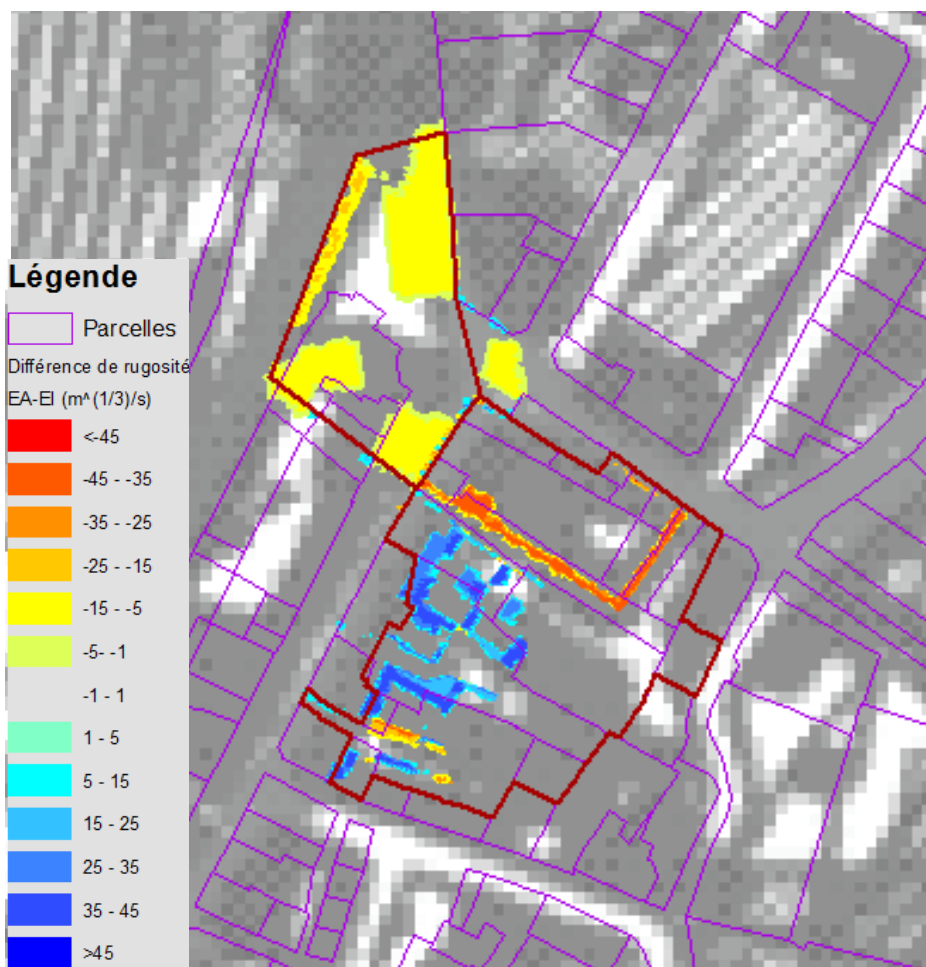 Légende
Parcelles
Différence de rugosité
EA-EI (m^(1/3)/s)
<-45
-45 - -35
-35 - -25
-25 - -15
-15 - -5
-5- -1
-1 - 1
1 - 5
5 - 15
15 - 25
25 - 35
35 - 45
>45